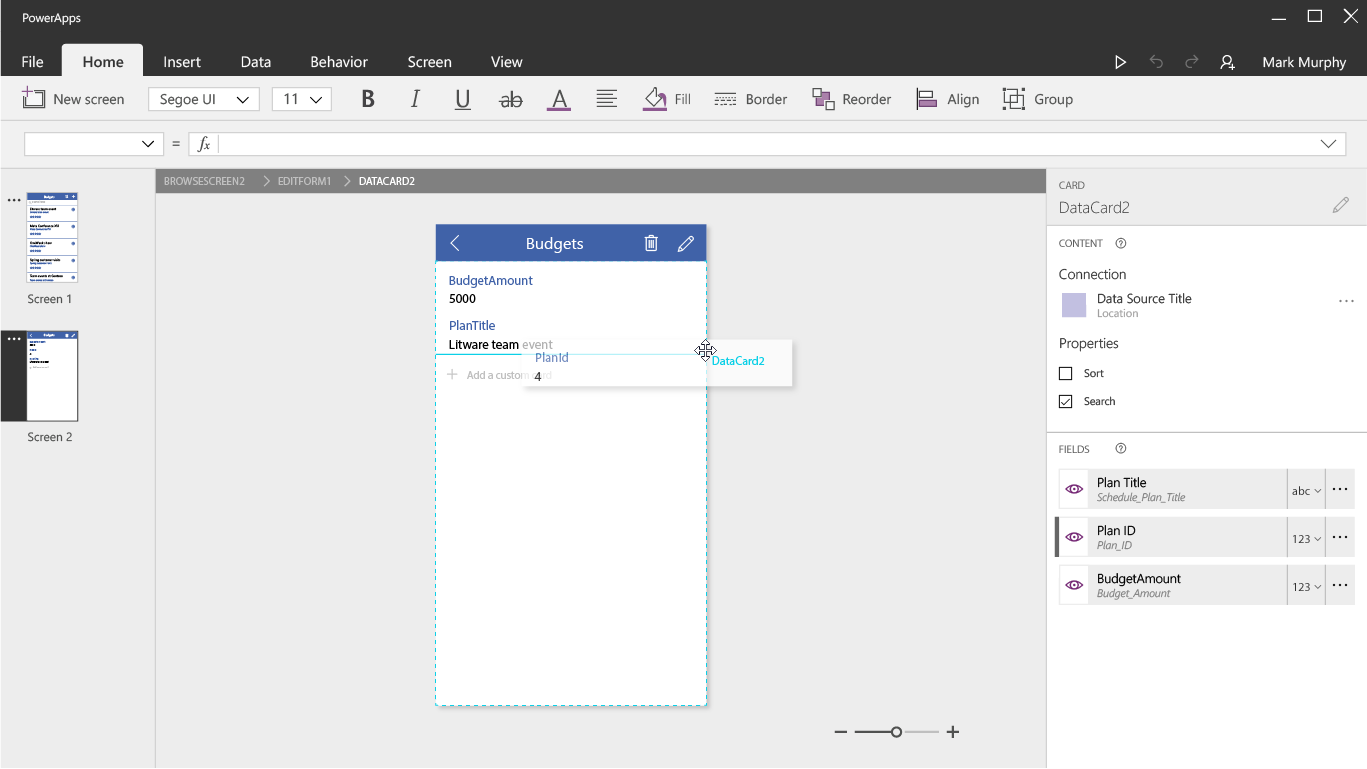 PowerApps
File Home Insert Data Behavior Screen View Mark Murphy
New screen Segoe UI 11 B I U ab A Fill Border Reorder Align Group
= fx
BROWSESCREEN2 EDITFORM1 DATACARD2
Budgets
Screen 1
Budgets
Screen 2
Budgets
BudgetAmount
5000
PlanTitle
Litware team event
PlanId
DataCard2
4
CARD
DataCard2
CONTENT
Connection
Data Source Title
Location
Properties
Sort
Search
FIELDS
Plan Title
Schedule_Plan_Title
abc
Plan ID
Plan_ID
123
BudgetAmount
Budget_Amount
123
Add a custom